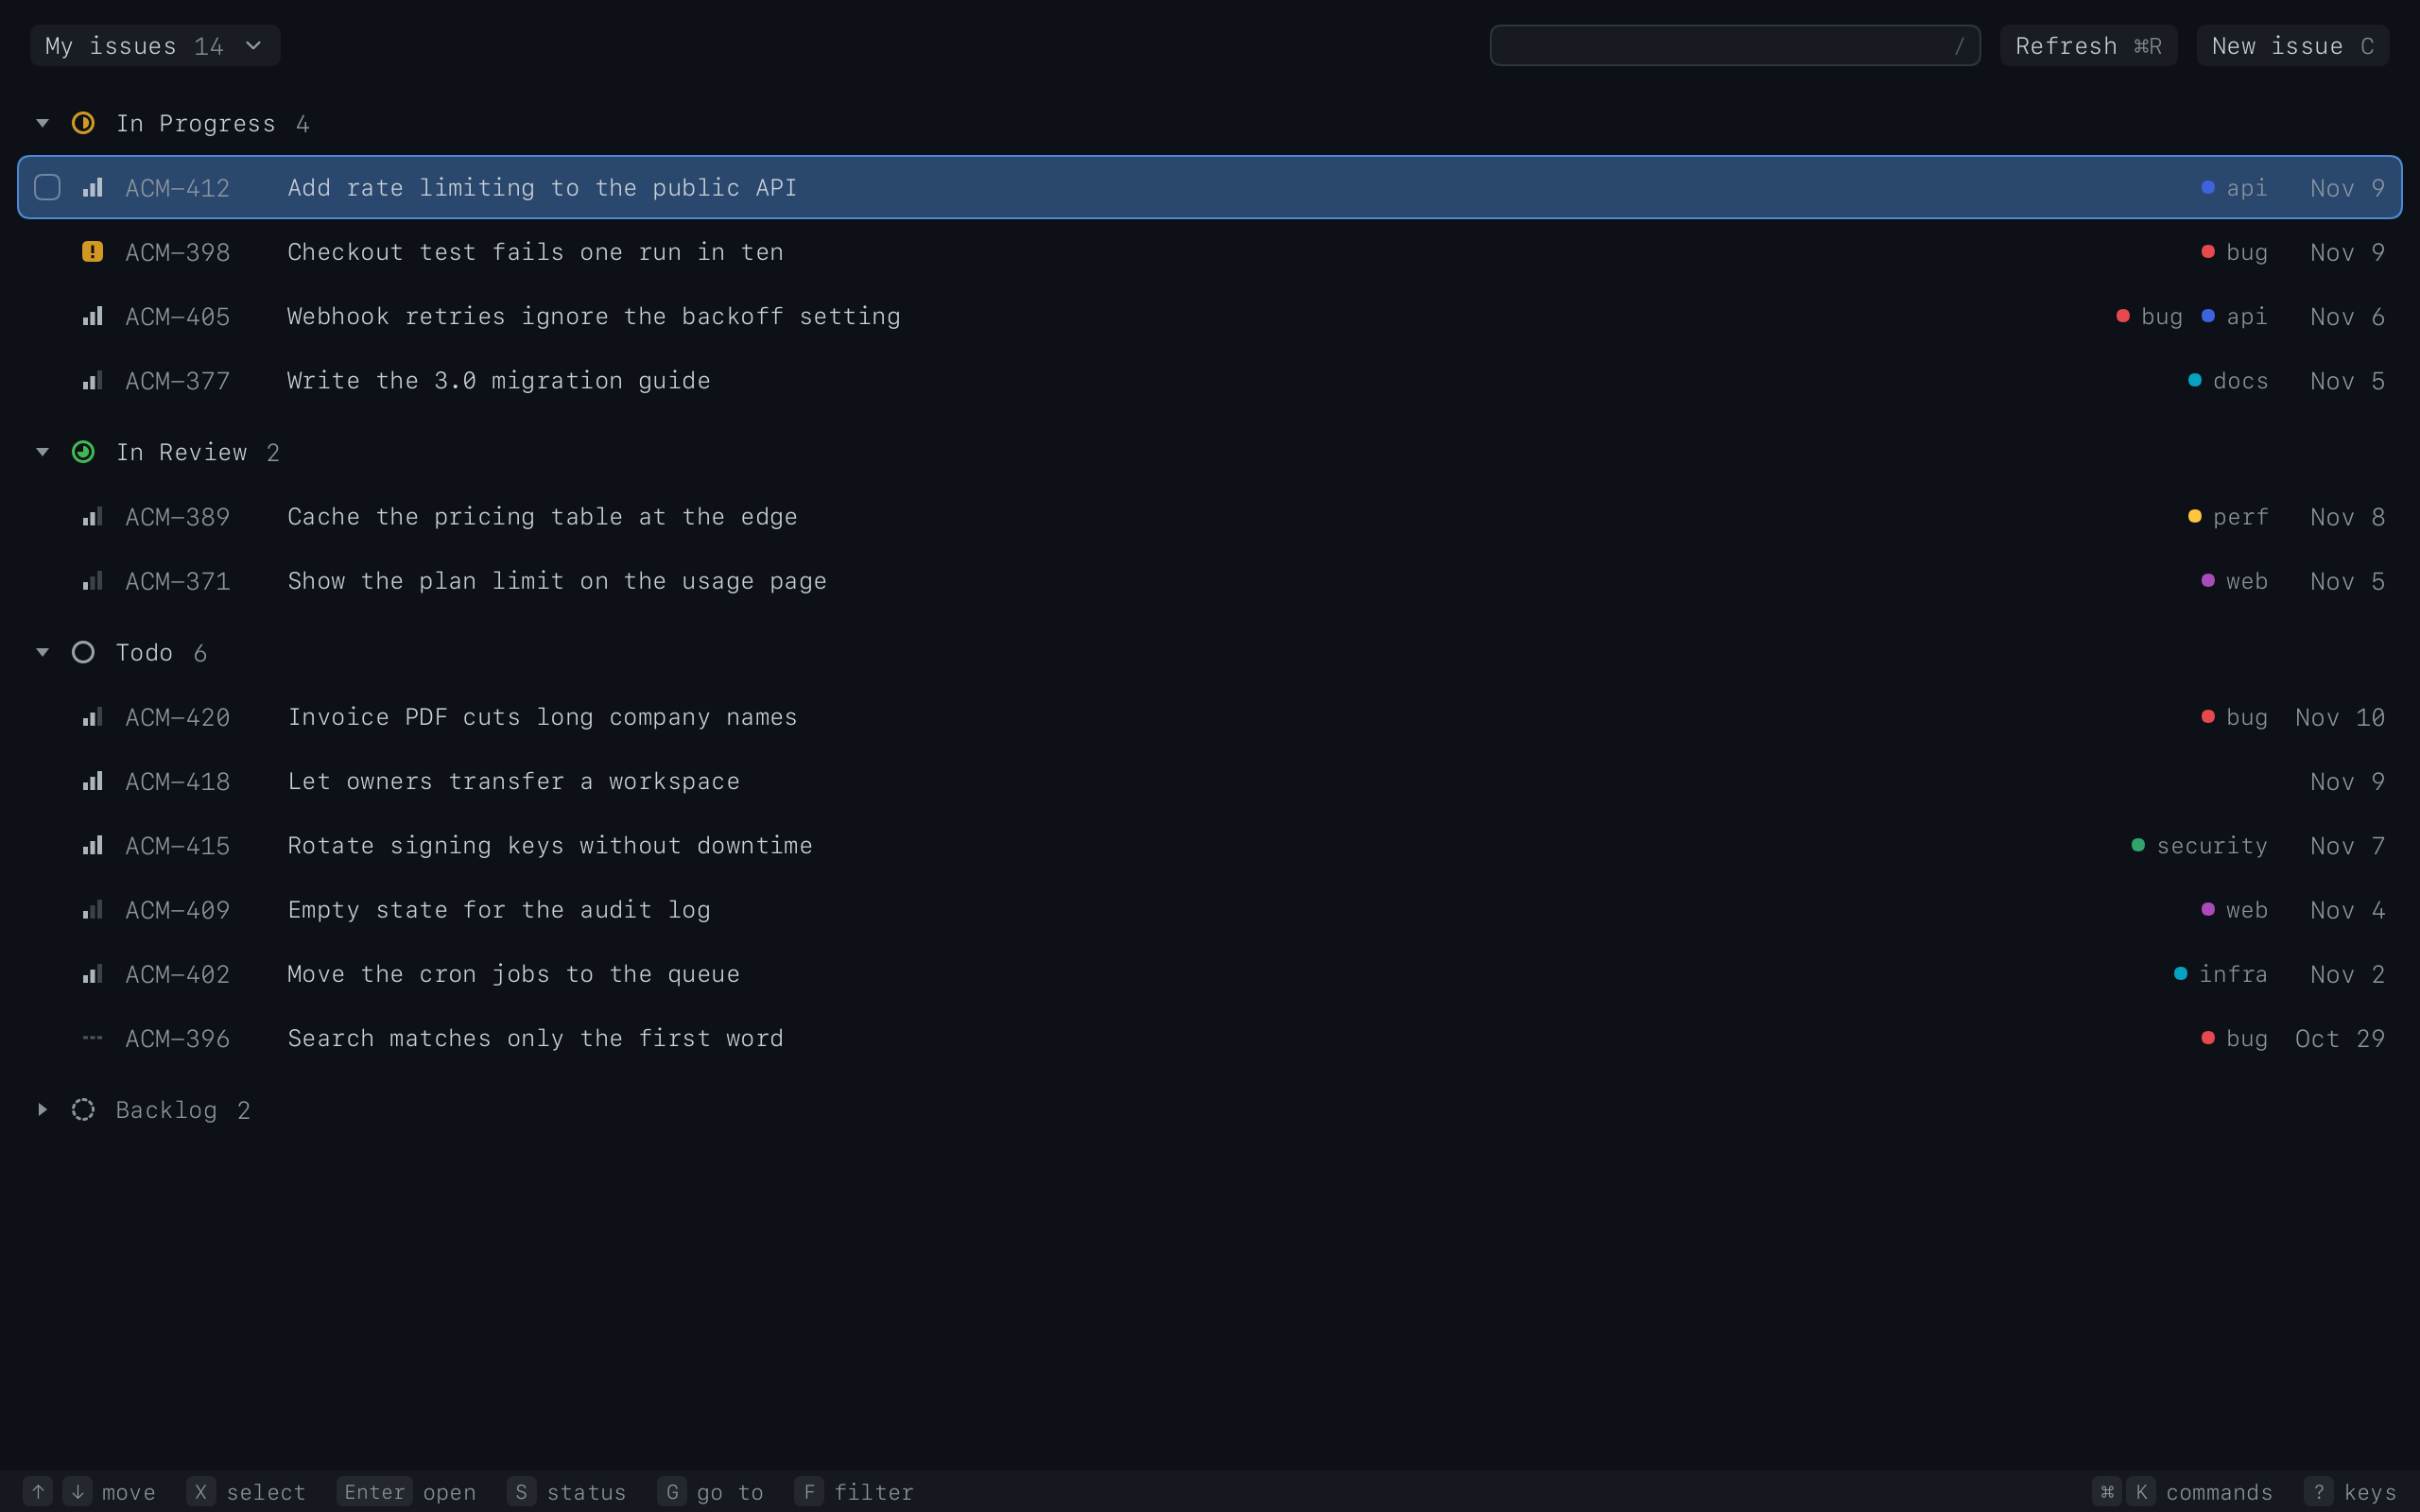 My issues 14 / Refresh ⌘R New issue C
In Progress 4
ACM-412 Add rate limiting to the public API api Nov 9
ACM-398 Checkout test fails one run in ten bug Nov 9
ACM-405 Webhook retries ignore the backoff setting bug api Nov 6
ACM-377 Write the 3.0 migration guide docs Nov 5
In Review 2
ACM-389 Cache the pricing table at the edge perf Nov 8
ACM-371 Show the plan limit on the usage page web Nov 5
Todo 6
ACM-420 Invoice PDF cuts long company names bug Nov 10
ACM-418 Let owners transfer a workspace Nov 9
ACM-415 Rotate signing keys without downtime security Nov 7
ACM-409 Empty state for the audit log web Nov 4
ACM-402 Move the cron jobs to the queue infra Nov 2
ACM-396 Search matches only the first word bug Oct 29
Backlog 2
↑ ↓ move X select Enter open S status G go to F filter ⌘ K commands ? keys